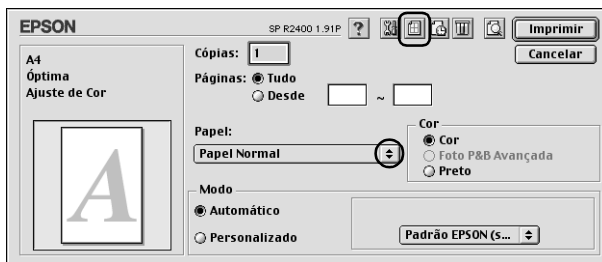 EPSON
SP R2400 1.91P
?
Imprimir
Cancelar
A4
Óptima
Ajuste de Cor
A
Cópias: 1
Páginas: Tudo
Desde ~
Papel:
Papel Normal
Cor
Cor
Foto P&B Avançada
Preto
Modo
Automático
Personalizado
Padrão EPSON (s...